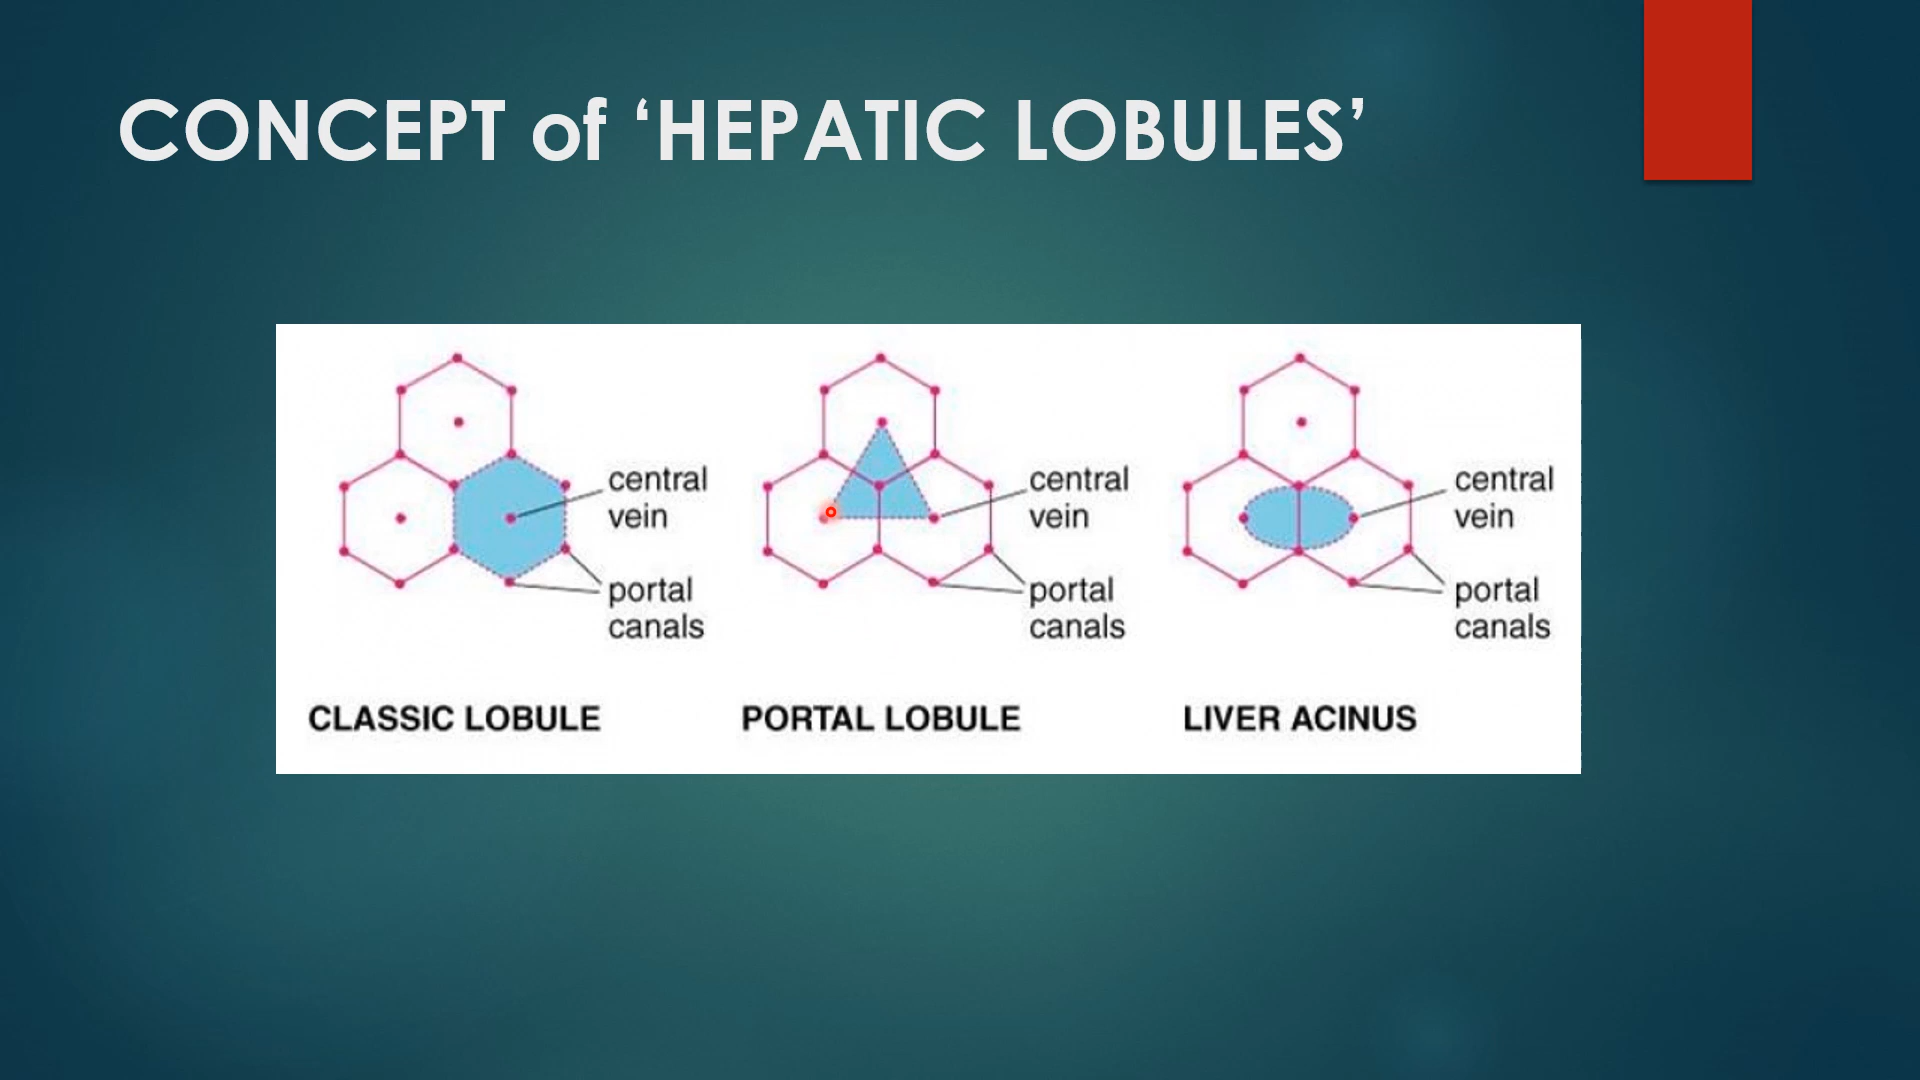 CONCEPT of ‘HEPATIC LOBULES’
central
vein
portal
canals
CLASSIC LOBULE
central
vein
portal
canals
PORTAL LOBULE
central
vein
portal
canals
LIVER ACINUS